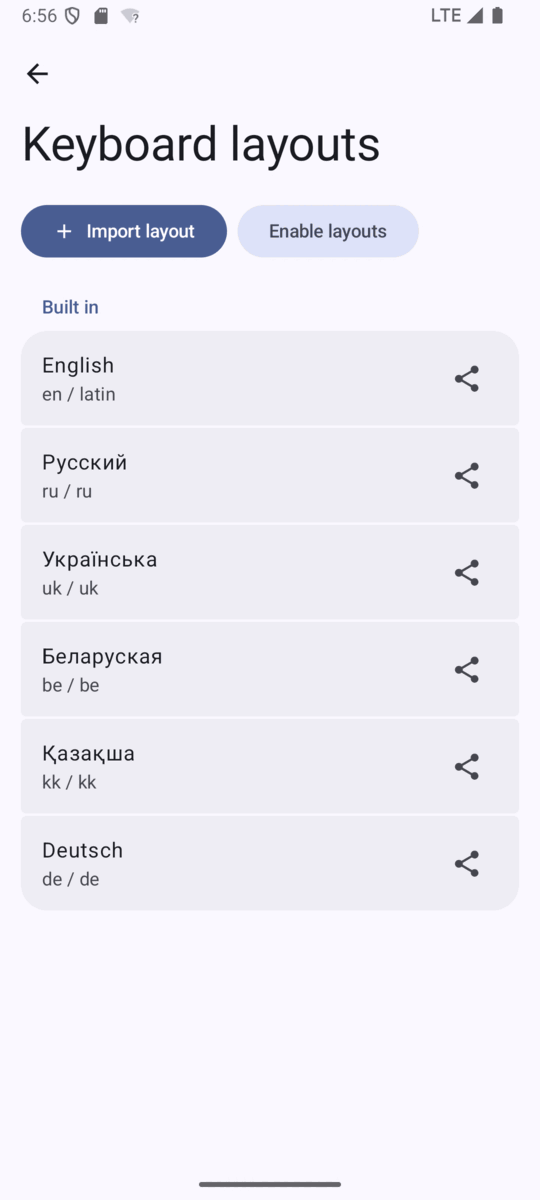 6:56
LTE
Keyboard layouts
Import layout
Enable layouts
Built in
English
en / latin
Русский
ru / ru
Українська
uk / uk
Беларуская
be / be
Қазақша
kk / kk
Deutsch
de / de